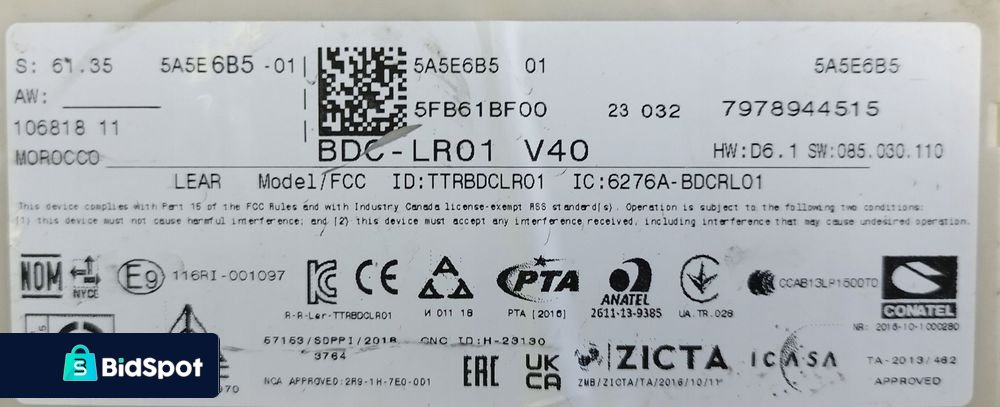 S: 61.35 5A5E6B5 -01 5A5E6B5 01 5A5E6B5
AW:
5FB61BF00 23 032 7978944515
106818 11
BDC-LR01 V40 HW:D6.1 SW:085.030.110
MOROCCO
LEAR Model/FCC ID:TTRBDCLR01 IC:6276A-BDCRL01
This device complies with Part 15 of the FCC Rules and with Industry Canada license-exempt RSS standard(s). Operation is subject to the following two conditions:
(1) this device may not cause harmful interference; and (2) this device must accept any interference received, including interference that may cause undesired operation.
NOM NYCE E9 116RI-001097 CE PTA ANATEL CCAB13LP1500T0 CONATEL
R-R-Ler-TTRBDCLR01 И 011 16 PTA [2016] 2611-13-9385 UA.TR.028
NR: 2016-10-1000280
57163/SDPPI/2016 CNC ID:H-23130
3764
EAC UK CA ZICTA ICASA TA-2013/462
NCA APPROVED:2R9-1H-7E0-0D1 ZMB/ZICTA/TA/2016/10/11 APPROVED
BidSpot